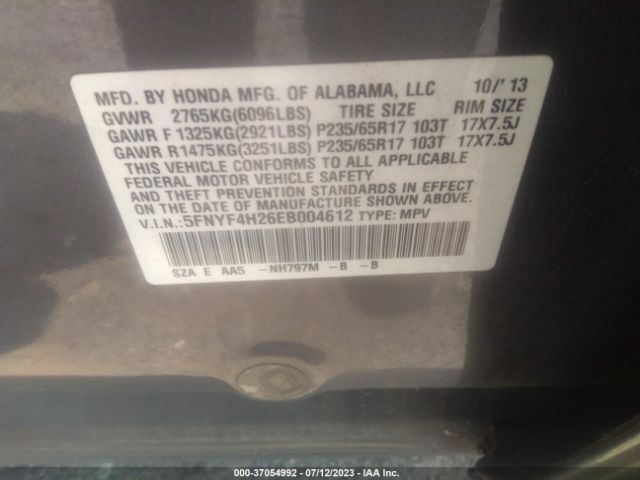 MFD. BY HONDA MFG. OF ALABAMA, LLC 10/'13
GVWR 2765KG(6096LBS) TIRE SIZE RIM SIZE
GAWR F 1325KG(2921LBS) P235/65R17 103T 17X7.5J
GAWR R1475KG(3251LBS) P235/65R17 103T 17X7.5J
THIS VEHICLE CONFORMS TO ALL APPLICABLE
FEDERAL MOTOR VEHICLE SAFETY
AND THEFT PREVENTION STANDARDS IN EFFECT
ON THE DATE OF MANUFACTURE SHOWN ABOVE.
V.I.N.:5FNYF4H26EB004612 TYPE: MPV
SZA E AA5 -NH797M -B -B
000-37054992 - 07/12/2023 - IAA Inc.